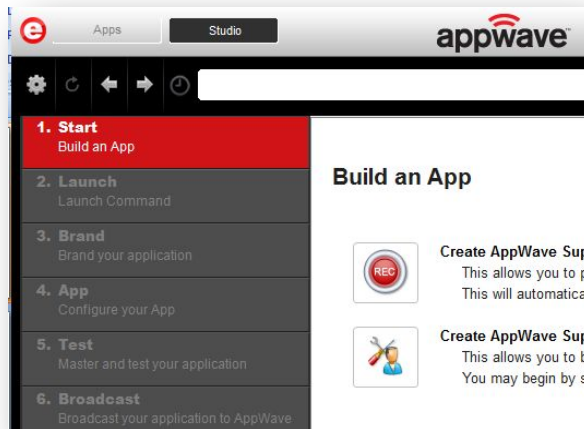 Apps
Studio
appwave
1. Start
Build an App
2. Launch
Launch Command
3. Brand
Brand your application
4. App
Configure your App
5. Test
Master and test your application
6. Broadcast
Broadcast your application to AppWave
Build an App
REC
Create AppWave
This allows you to
This will
Create AppWave
This allows you to
You may begin by